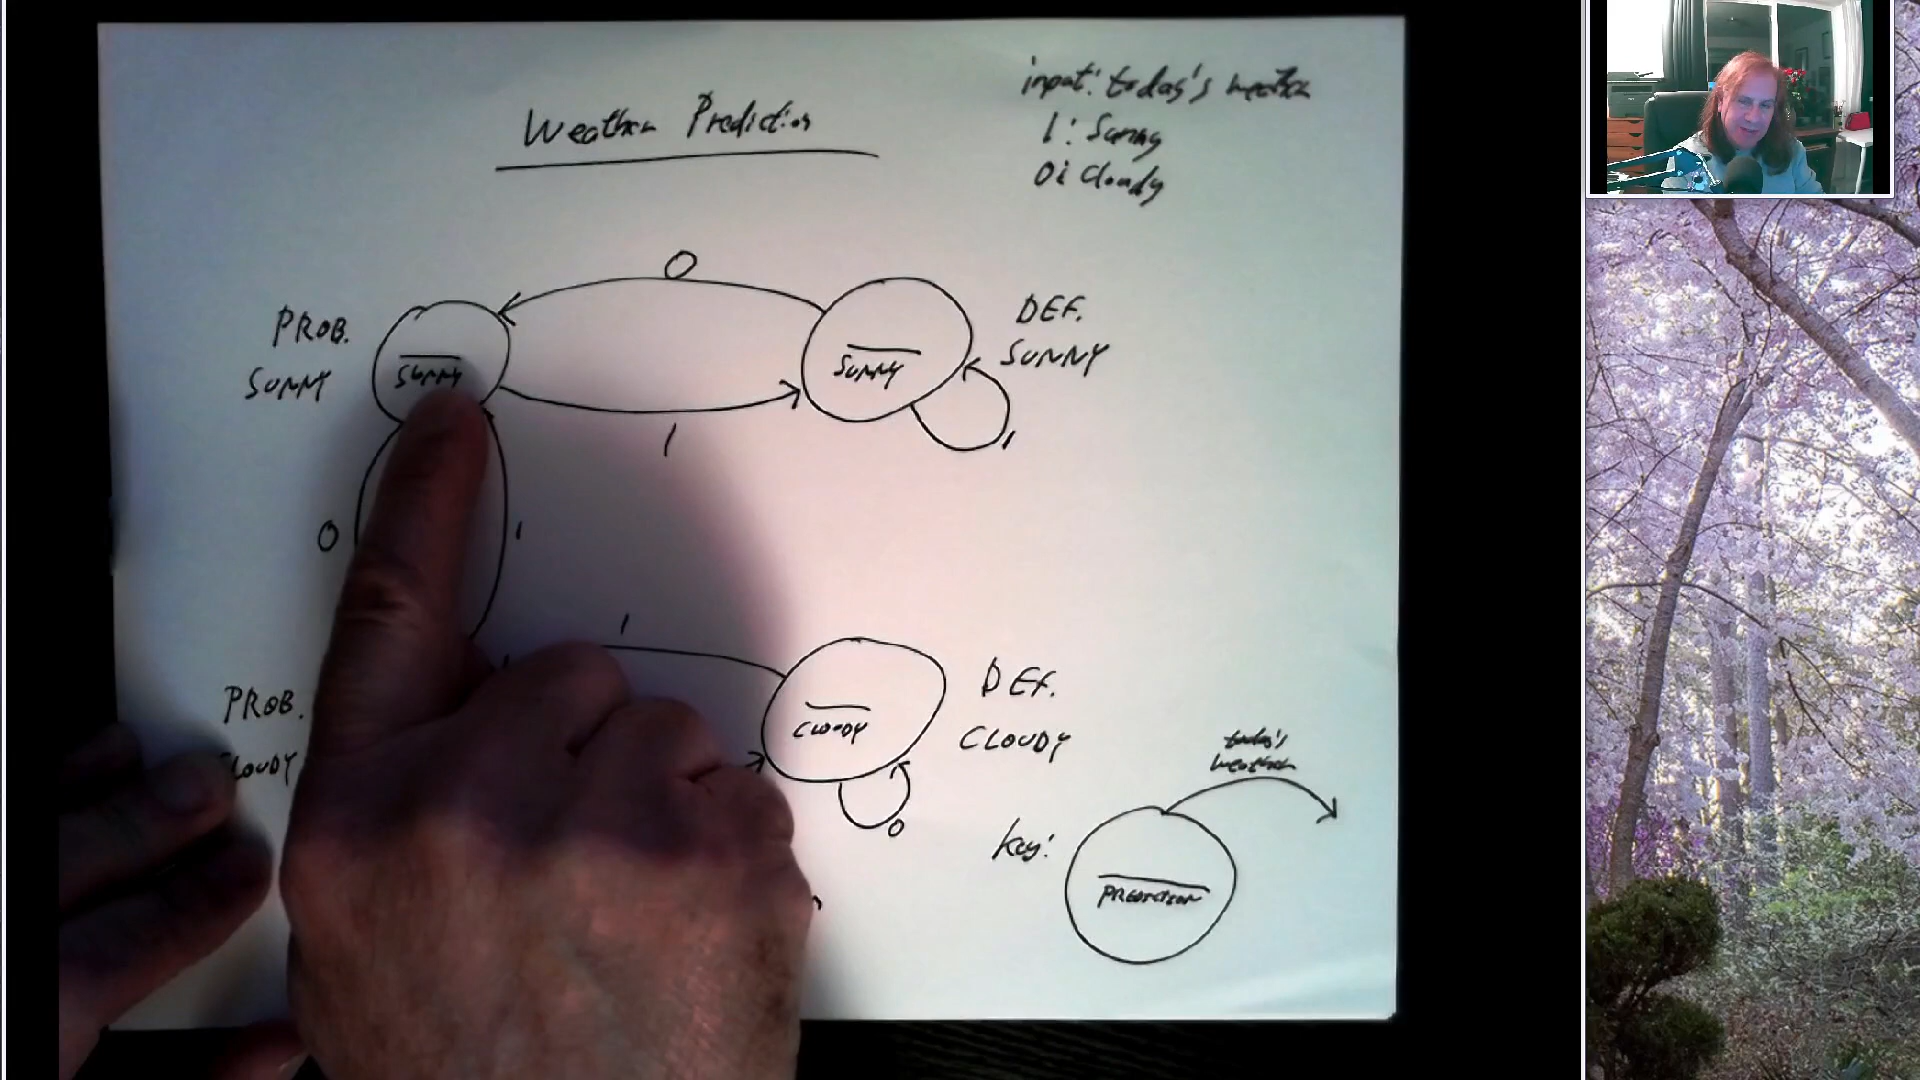 Weather Prediction
input: today's weather
1: Sunny
0: Cloudy
0
PROB.
SUNNY
SUNNY
SUNNY
DEF.
SUNNY
1
1
0
1
1
PROB.
CLOUDY
CLOUDY
DEF.
CLOUDY
0
today's
weather
key:
PREDICTION